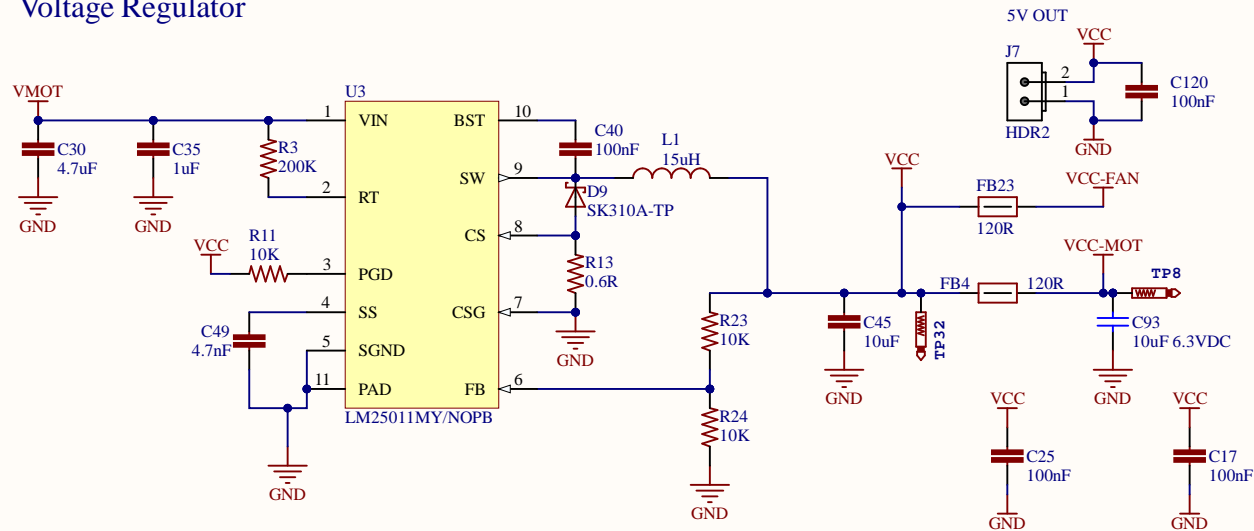 Voltage Regulator
5V OUT
VCC
J7
2
1
HDR2
C120
100nF
GND
VMOT
C30
4.7uF
GND
C35
1uF
GND
R3
200K
U3
1
VIN
2
RT
3
PGD
4
SS
5
SGND
11
PAD
BST
10
SW
9
CS
8
CSG
7
FB
6
LM25011MY/NOPB
VCC
R11
10K
C49
4.7nF
GND
C40
100nF
L1
15uH
D9
SK310A-TP
R13
0.6R
GND
R23
10K
R24
10K
GND
C45
10uF
GND
VCC
TP32
FB23
120R
VCC-FAN
FB4
120R
VCC-MOT
TP8
C93
10uF 6.3VDC
GND
VCC
C25
100nF
GND
VCC
C17
100nF
GND